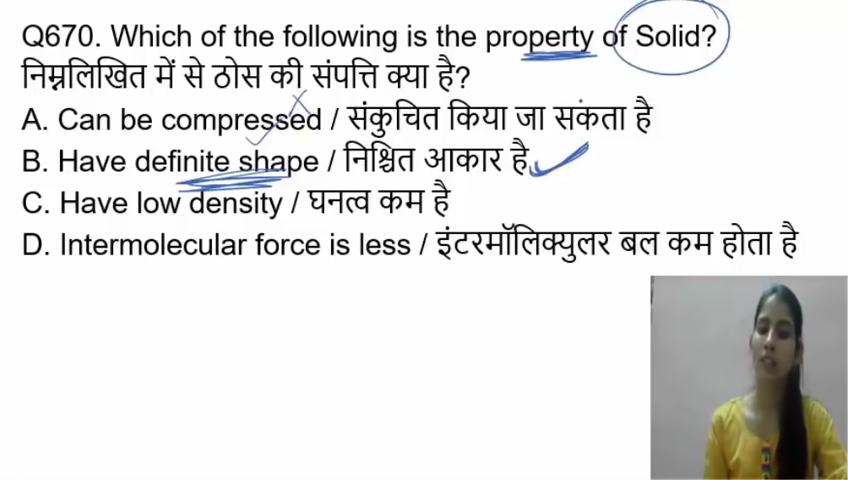 Q670. Which of the following is the property of Solid?
निम्नलिखित में से ठोस की संपत्ति क्या है?
A. Can be compressed / संकुचित किया जा सकता है
B. Have definite shape / निश्चित आकार है
C. Have low density / घनत्व कम है
D. Intermolecular force is less / इंटरमॉलिक्युलर बल कम होता है